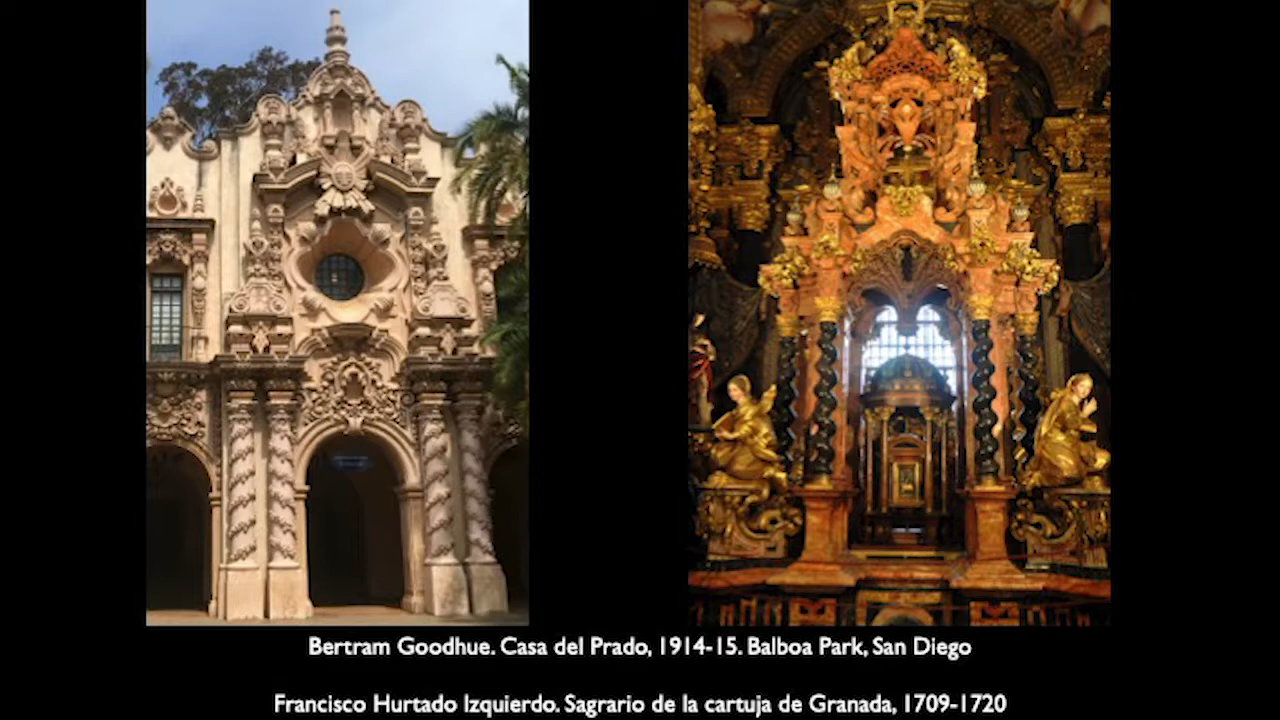 Bertram Goodhue. Casa del Prado, 1914-15. Balboa Park, San Diego
Francisco Hurtado Izquierdo. Sagrario de la cartuja de Granada, 1709-1720